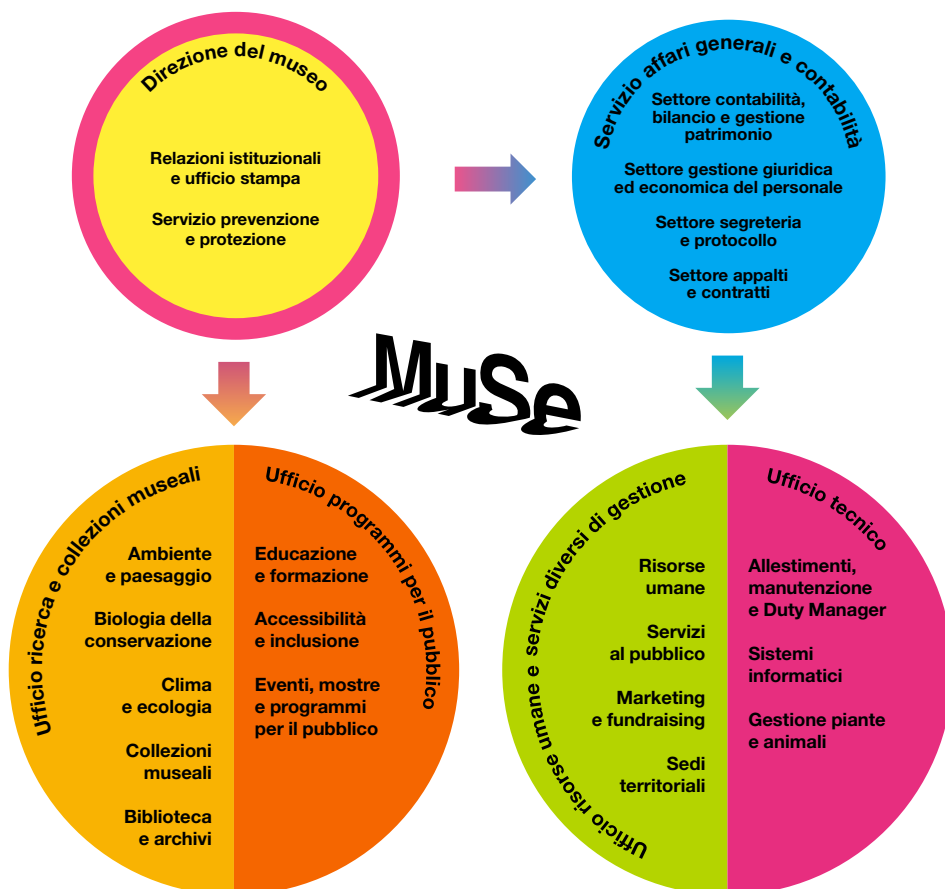 Direzione del museo
Relazioni istituzionali
e ufficio stampa
Servizio prevenzione
e protezione
Servizio affari generali e contabilità
Settore contabilità,
bilancio e gestione
patrimonio
Settore gestione giuridica
ed economica del personale
Settore segreteria
e protocollo
Settore appalti
e contratti
MuSe
Ufficio ricerca e collezioni museali
Ambiente
e paesaggio
Biologia della
conservazione
Clima
e ecologia
Collezioni
museali
Biblioteca
e archivi
Ufficio programmi per il pubblico
Educazione
e formazione
Accessibilità
e inclusione
Eventi, mostre
e programmi
per il pubblico
Ufficio risorse umane e servizi diversi di gestione
Risorse
umane
Servizi
al pubblico
Marketing
e fundraising
Sedi
territoriali
Ufficio tecnico
Allestimenti,
manutenzione
e Duty Manager
Sistemi
informatici
Gestione piante
e animali